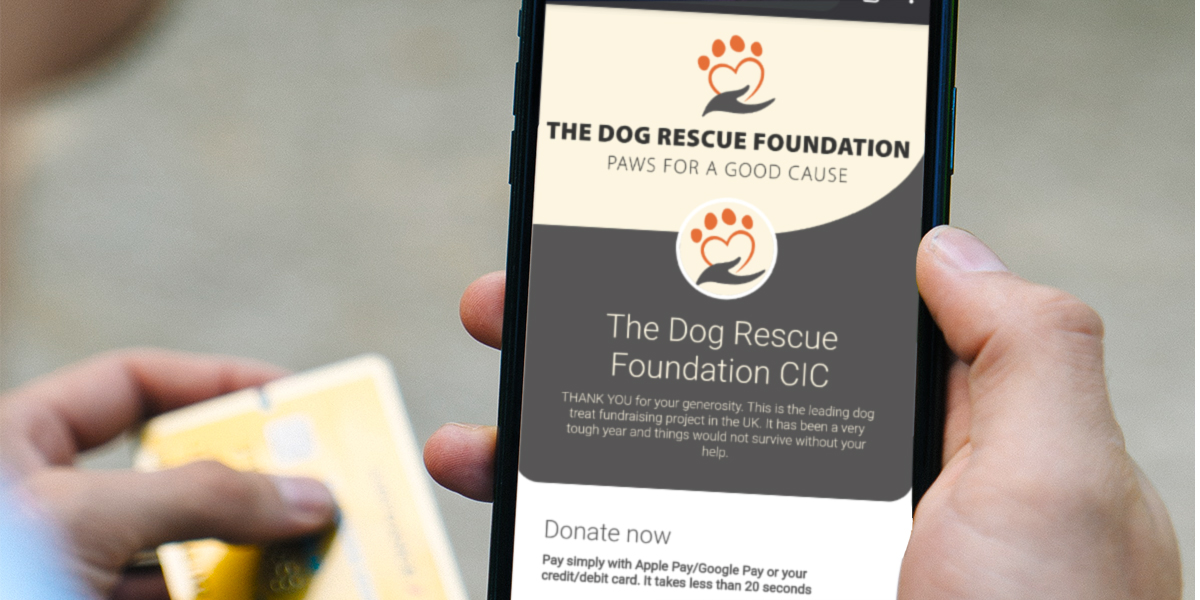 THE DOG RESCUE FOUNDATION
PAWS FOR A GOOD CAUSE
The Dog Rescue
Foundation CIC
THANK YOU for your generosity. This is the leading dog
treat fundraising project in the UK. It has been a very
tough year and things would not survive without your
help.
Donate now
Pay simply with Apple Pay/Google Pay or your
credit/debit card. It takes less than 20 seconds